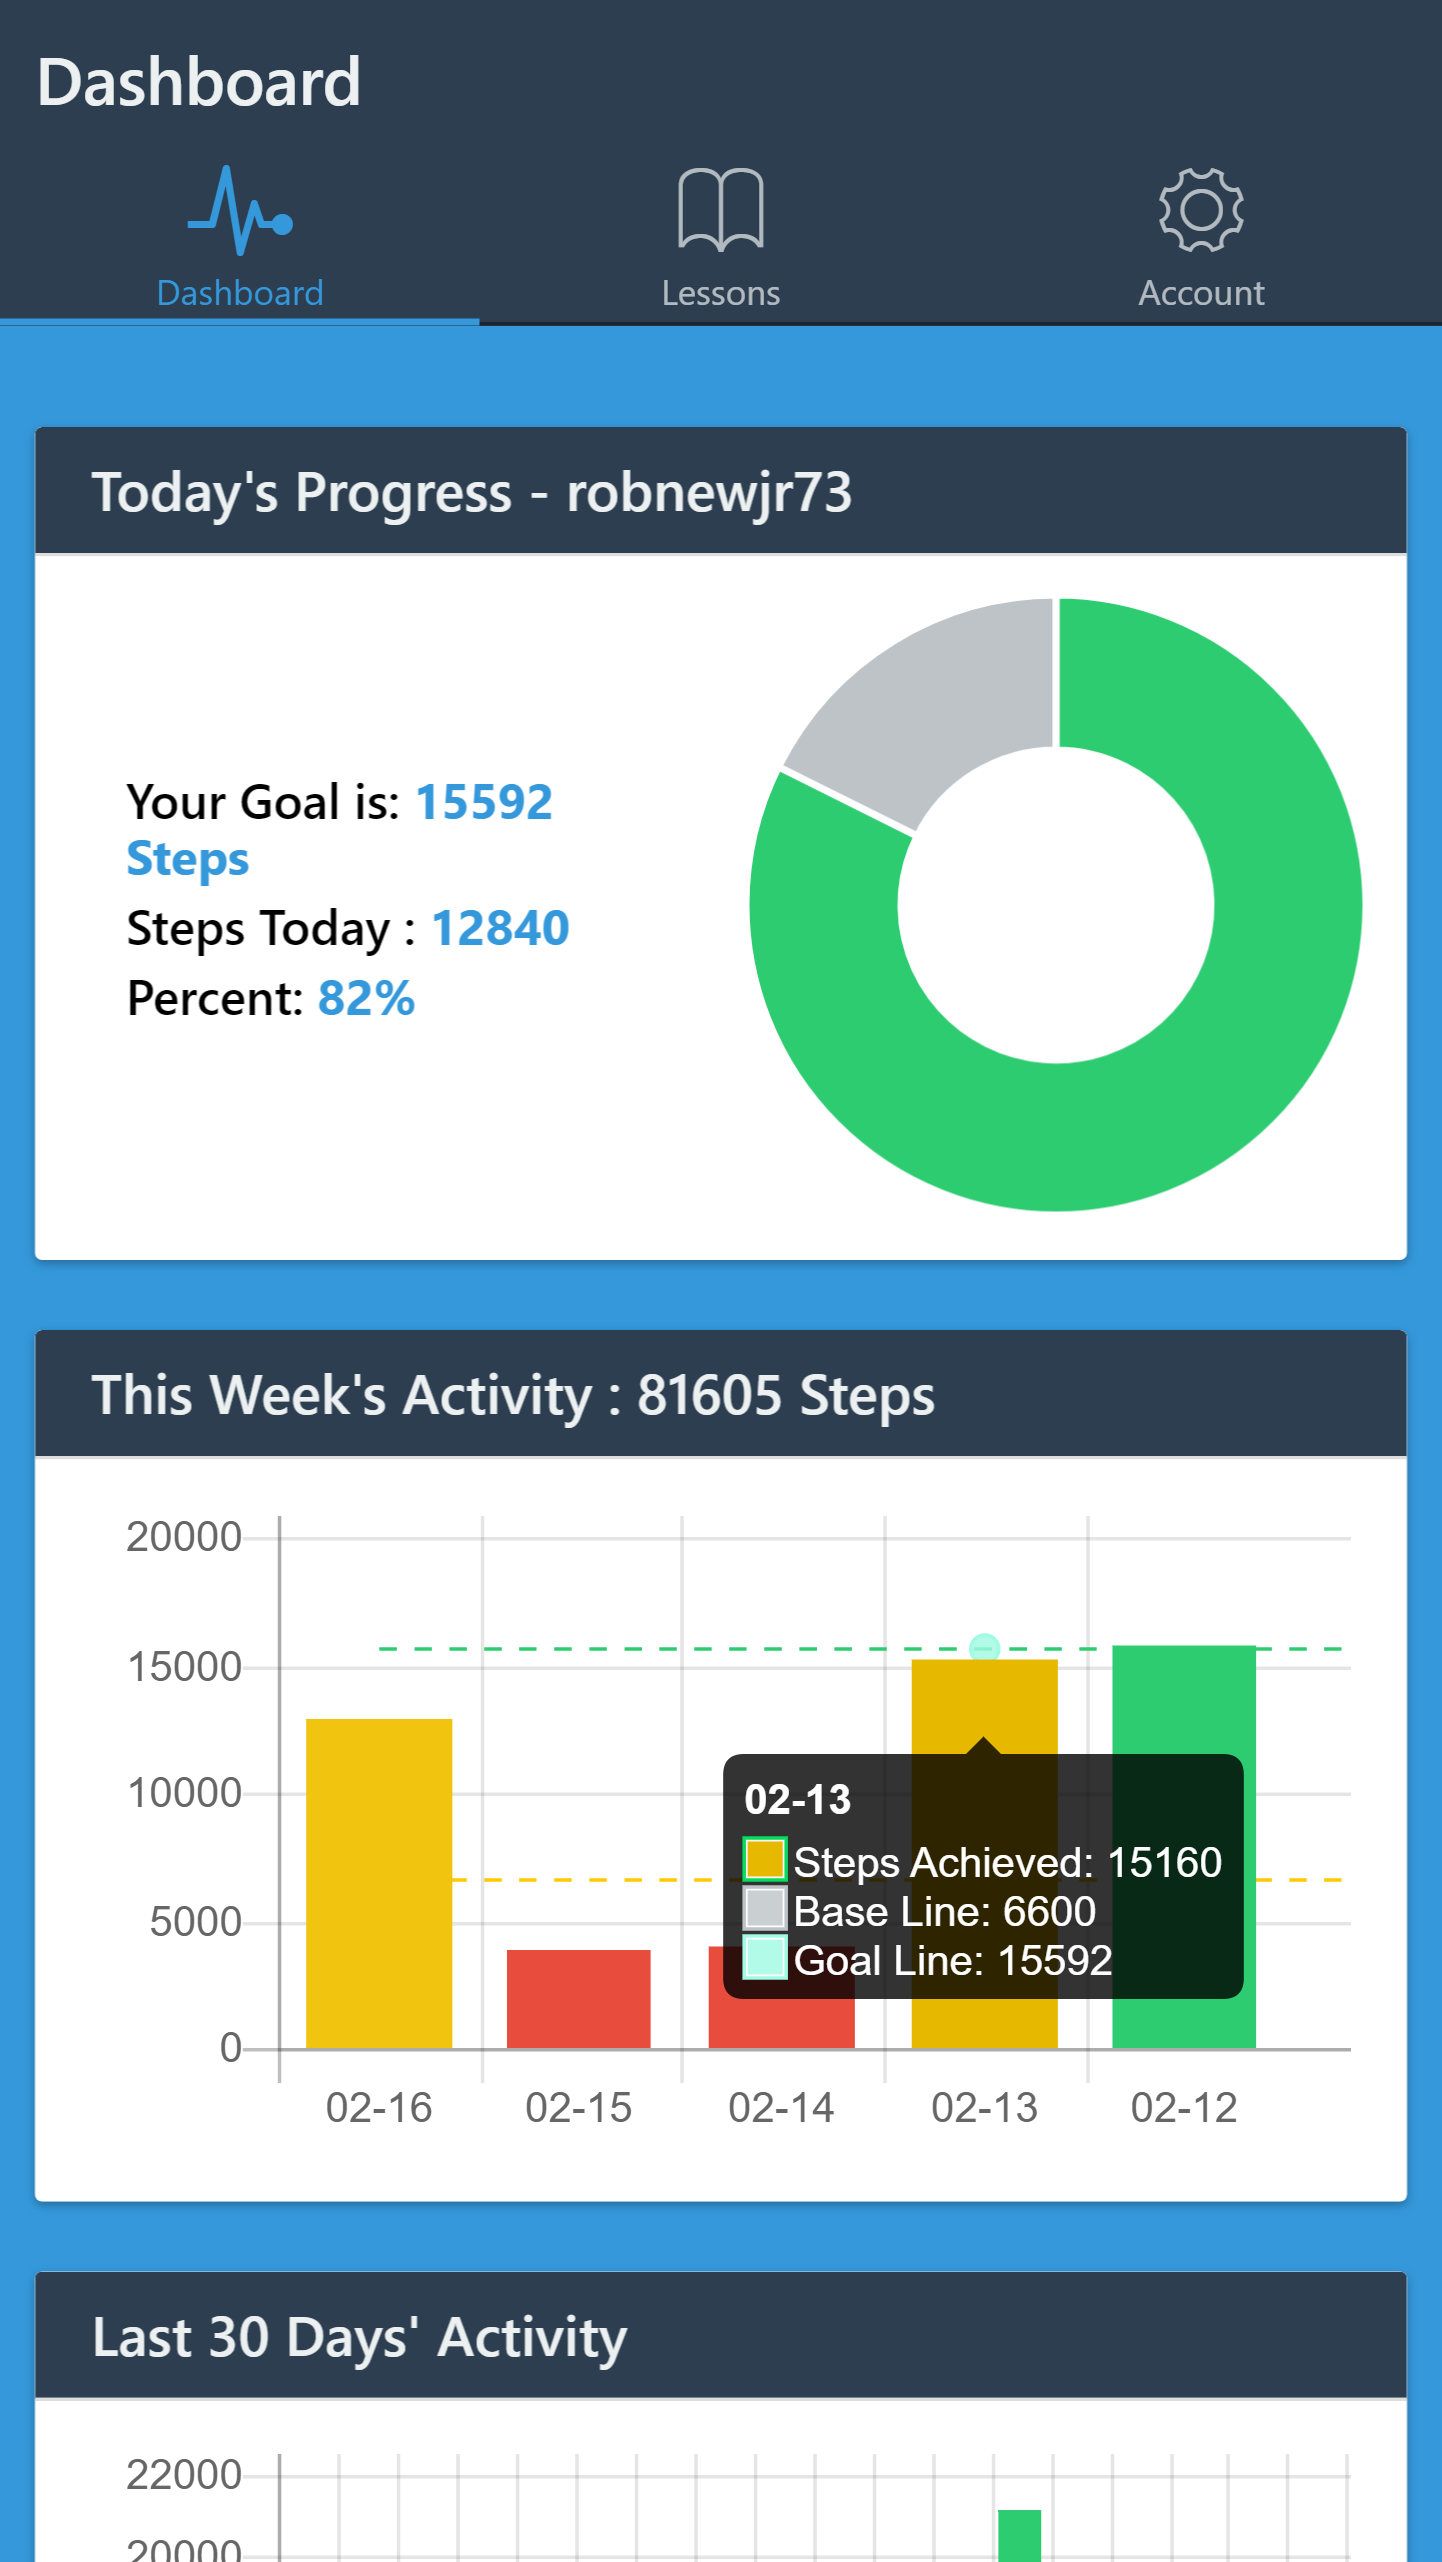 Dashboard
Dashboard
Lessons
Account
Today's Progress - robnewjr73
Your Goal is: 15592
Steps
Steps Today : 12840
Percent: 82%
This Week's Activity : 81605 Steps
20000
15000
10000
5000
0
02-13
Steps Achieved: 15160
Base Line: 6600
Goal Line: 15592
02-16
02-15
02-14
02-13
02-12
Last 30 Days' Activity
22000
20000